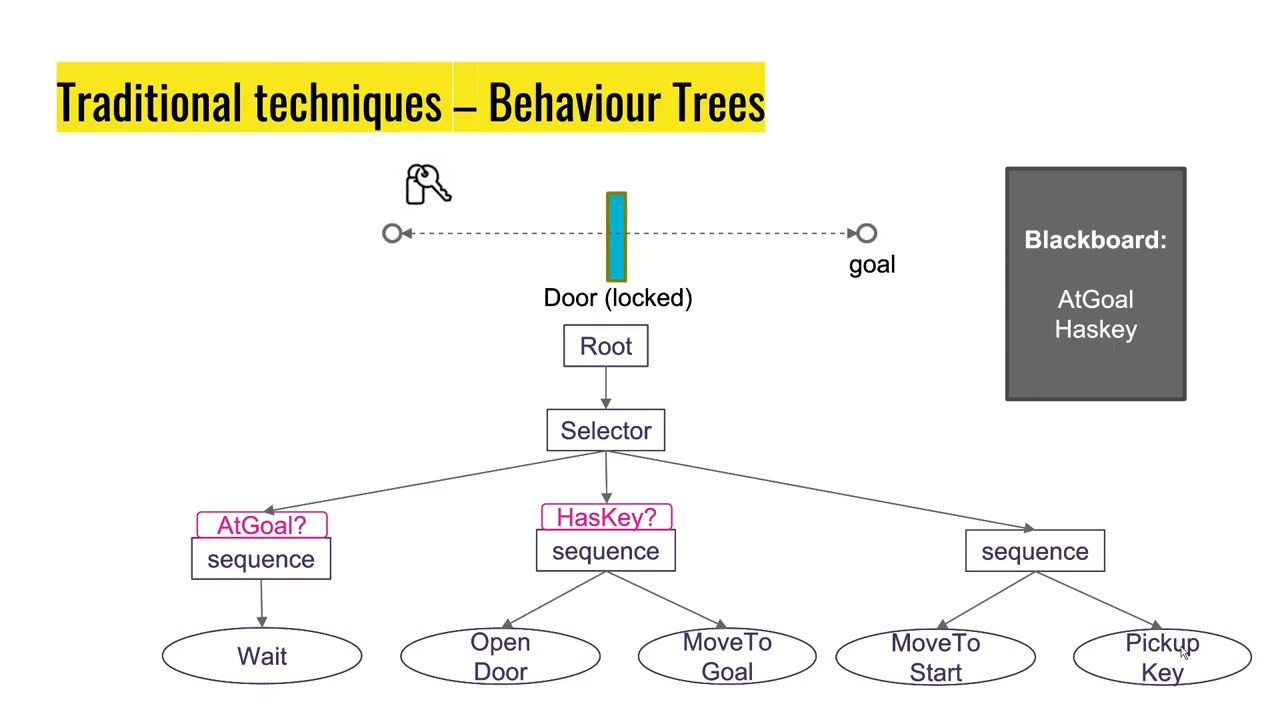 Traditional techniques – Behaviour Trees
goal
Door (locked)
Blackboard:
AtGoal
Haskey
Root
Selector
AtGoal?
sequence
HasKey?
sequence
sequence
Wait
Open
Door
MoveTo
Goal
MoveTo
Start
Pickup
Key